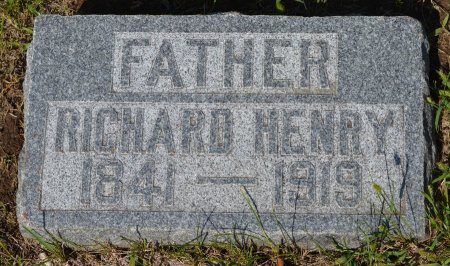 FATHER
RICHARD HENRY
1841 — 1919